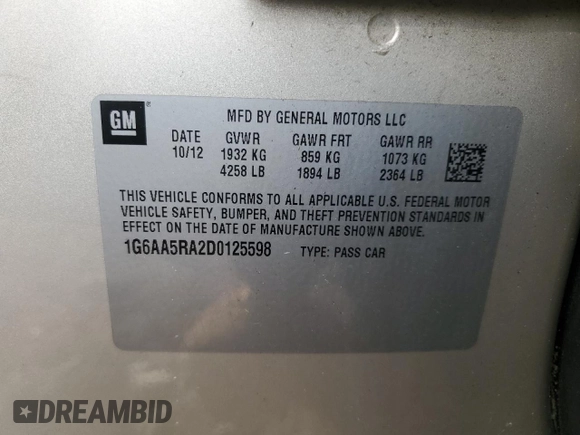 GM
MFD BY GENERAL MOTORS LLC
DATE GVWR GAWR FRT GAWR RR
10/12 1932 KG 859 KG 1073 KG
4258 LB 1894 LB 2364 LB
THIS VEHICLE CONFORMS TO ALL APPLICABLE U.S. FEDERAL MOTOR
VEHICLE SAFETY, BUMPER, AND THEFT PREVENTION STANDARDS IN
EFFECT ON THE DATE OF MANUFACTURE SHOWN ABOVE.
1G6AA5RA2D0125598 TYPE: PASS CAR
DREAMBID